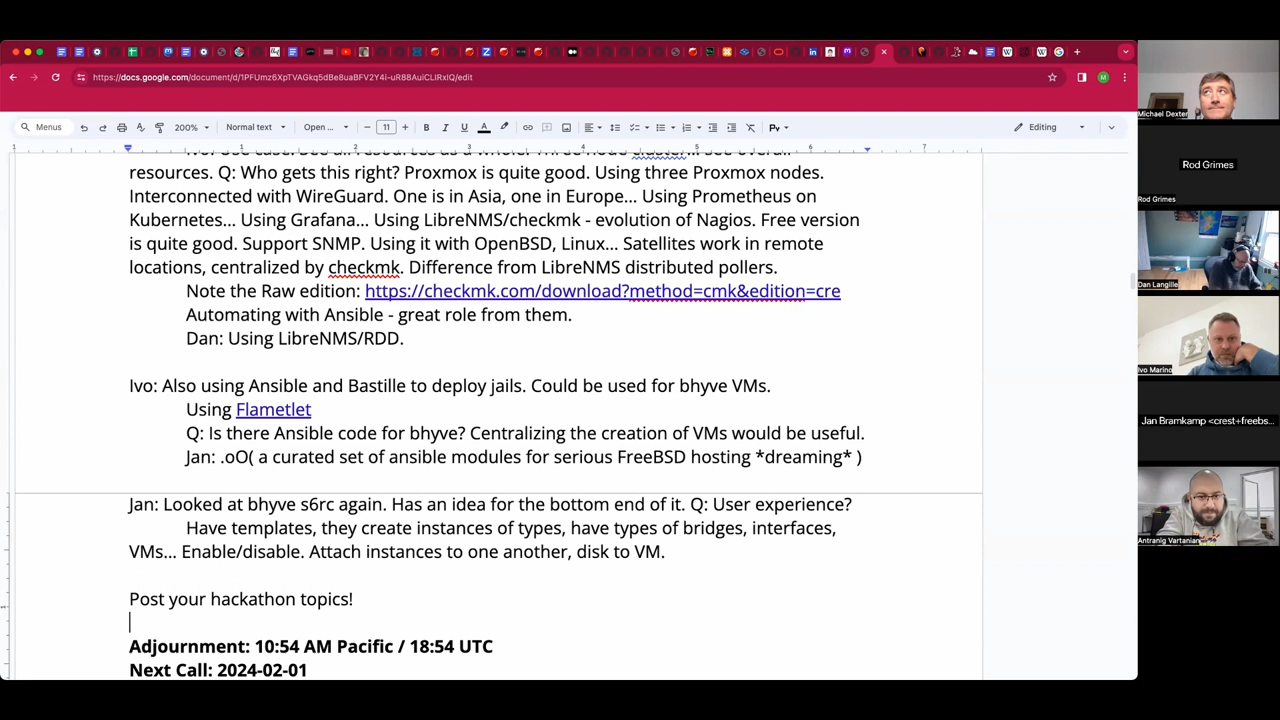 https://docs.google.com/document/d/1PFUmz6XpTVAGkq5dBe8uaBFV2Y4i-uR88AuiCLIRxIQ/edit
M
Menus
200%
Normal text
Open ...
11
Editing
1 1 2 3 4 5 6 7
resources. Q: Who gets this right? Proxmox is quite good. Using three Proxmox nodes.
Interconnected with WireGuard. One is in Asia, one in Europe... Using Prometheus on
Kubernetes... Using Grafana... Using LibreNMS/checkmk - evolution of Nagios. Free version
is quite good. Support SNMP. Using it with OpenBSD, Linux... Satellites work in remote
locations, centralized by checkmk. Difference from LibreNMS distributed pollers.
Note the Raw edition: https://checkmk.com/download?method=cmk&edition=cre
Automating with Ansible - great role from them.
Dan: Using LibreNMS/RDD.
Ivo: Also using Ansible and Bastille to deploy jails. Could be used for bhyve VMs.
Using Flametlet
Q: Is there Ansible code for bhyve? Centralizing the creation of VMs would be useful.
Jan: .oO( a curated set of ansible modules for serious FreeBSD hosting *dreaming* )
Jan: Looked at bhyve s6rc again. Has an idea for the bottom end of it. Q: User experience?
Have templates, they create instances of types, have types of bridges, interfaces,
VMs... Enable/disable. Attach instances to one another, disk to VM.
Post your hackathon topics!
Adjournment: 10:54 AM Pacific / 18:54 UTC
Next Call: 2024-02-01
Michael Dexter
Rod Grimes
Rod Grimes
Dan Langille
Ivo Marino
Jan Bramkamp <crest+freebs...
Antranig Vartanian